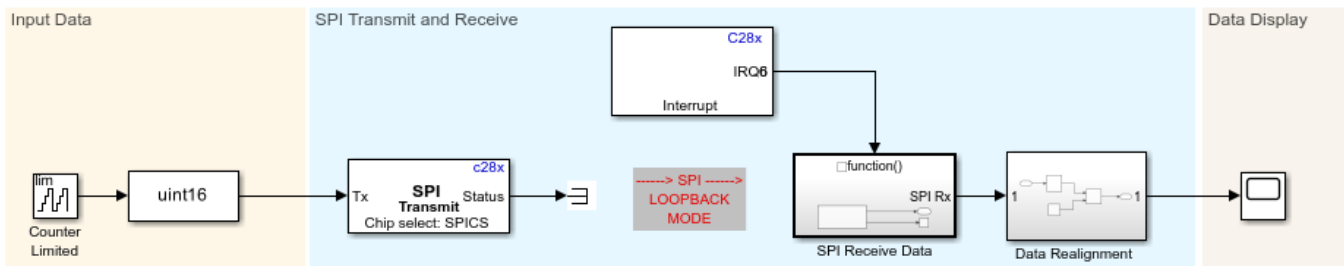 Input Data
SPI Transmit and Receive
Data Display
C28x
IRQ6
Interrupt
lim
Counter
Limited
uint16
c28x
Tx
SPI
Status
Transmit
Chip select: SPICS
------> SPI ------>
LOOPBACK
MODE
function()
SPI Rx
SPI Receive Data
1
1
Data Realignment